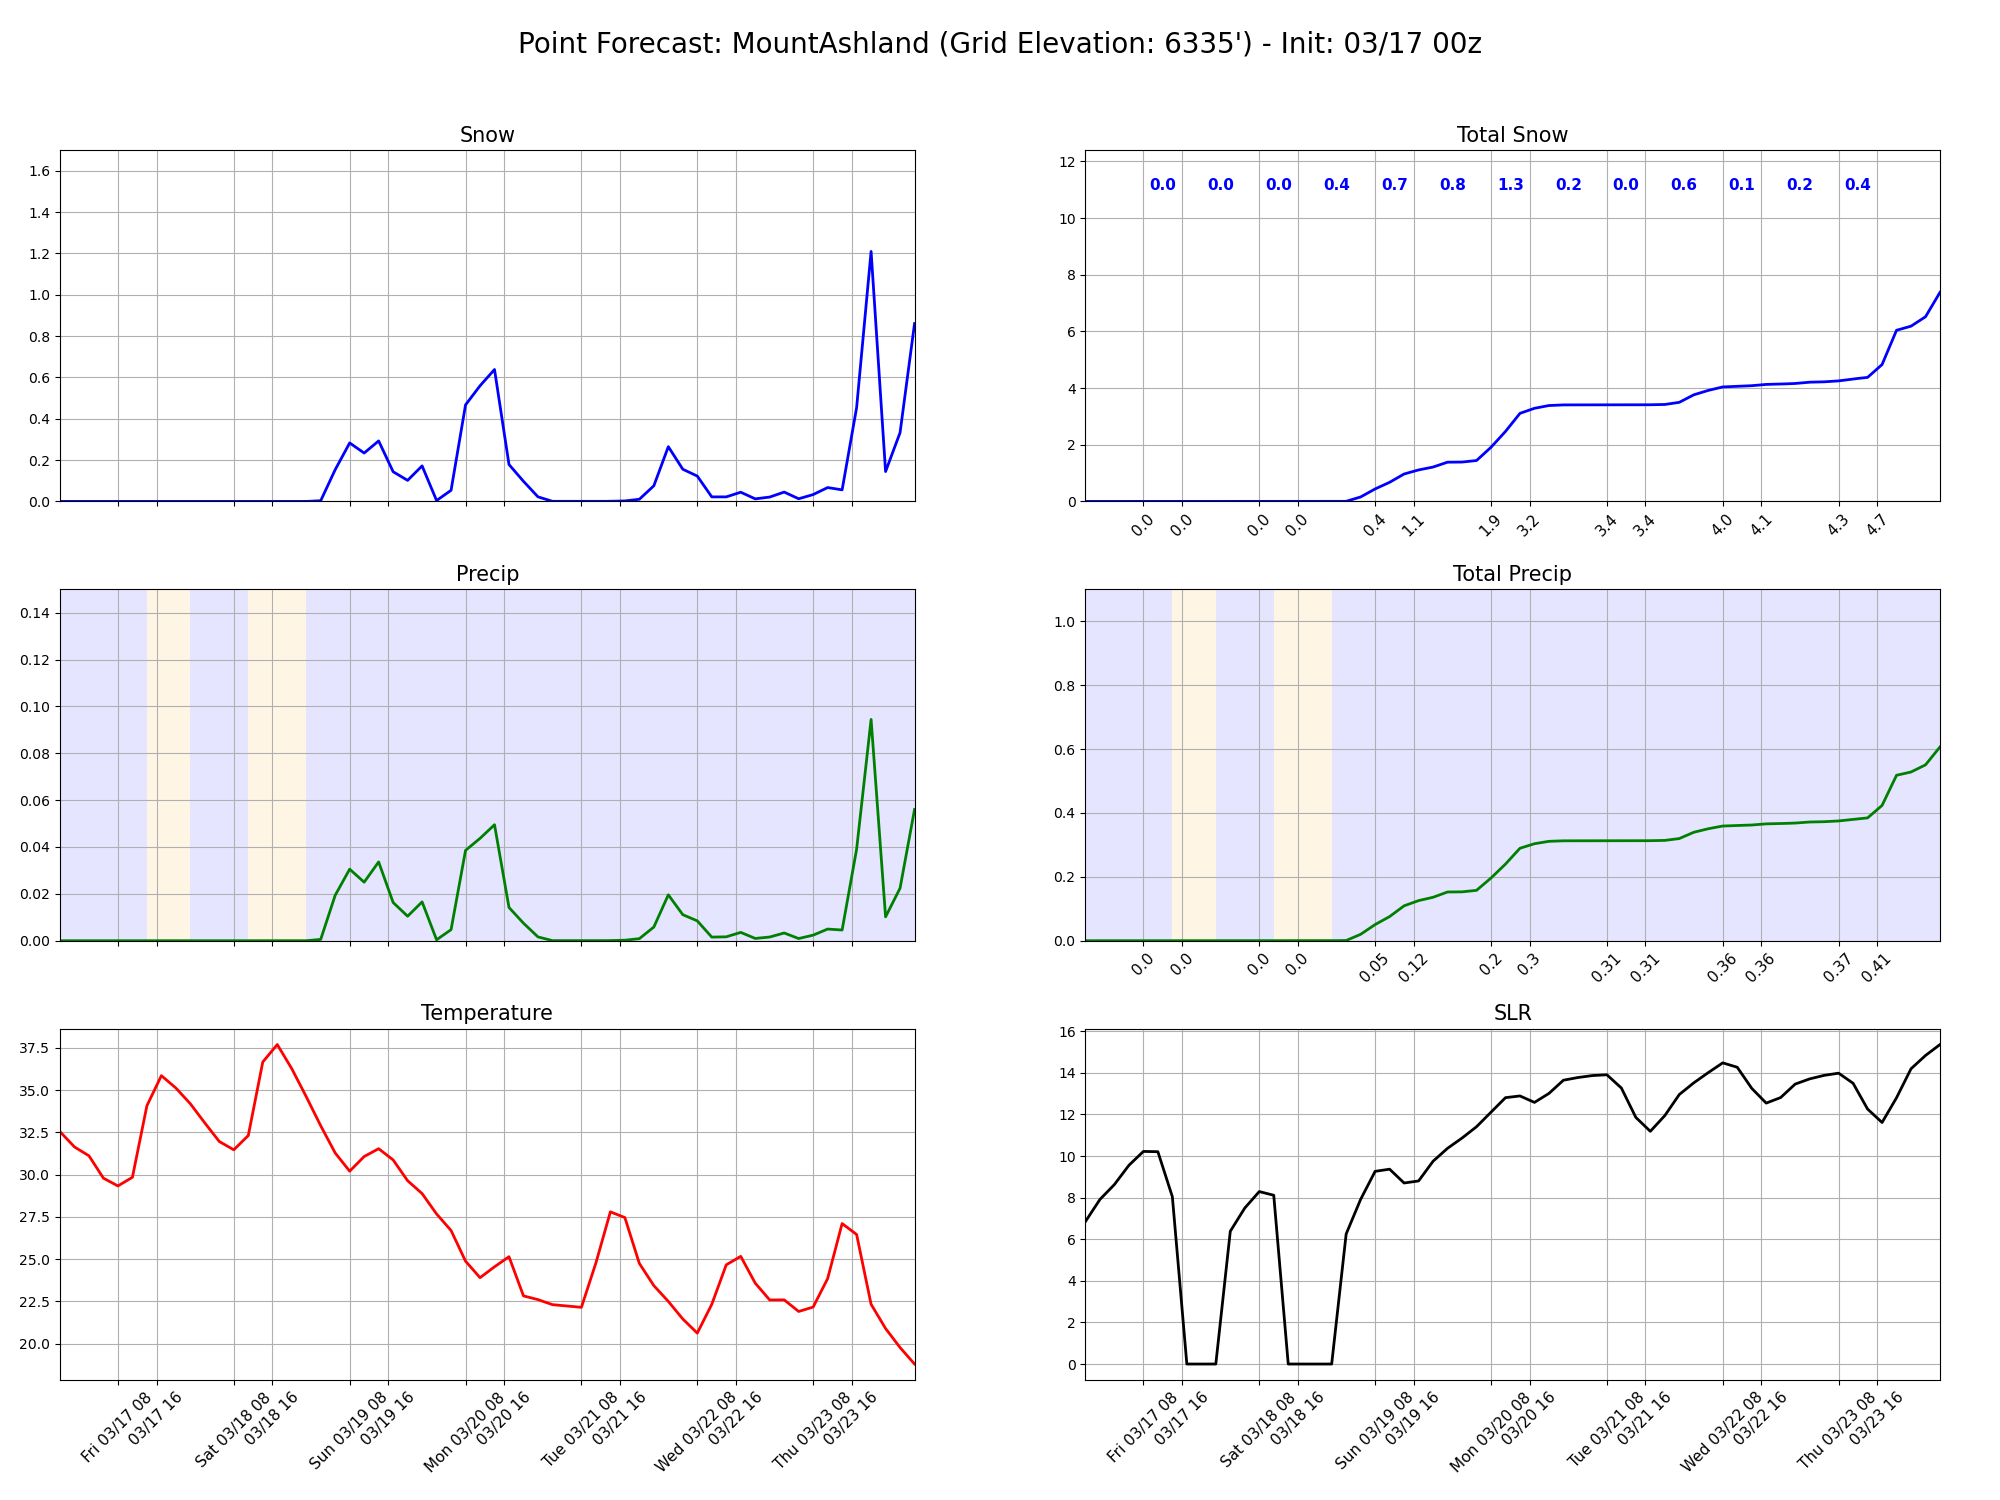 Point Forecast: MountAshland (Grid Elevation: 6335') - Init: 03/17 00z
Snow
1.6
1.4
1.2
1.0
0.8
0.6
0.4
0.2
0.0
Total Snow
12
10
8
6
4
2
0
0.0 0.0 0.0 0.4 0.7 0.8 1.3 0.2 0.0 0.6 0.1 0.2 0.4
0.0 0.0 0.0 0.0 0.4 1.1 1.9 3.2 3.4 3.4 4.0 4.1 4.3 4.7
Precip
0.14
0.12
0.10
0.08
0.06
0.04
0.02
0.00
Total Precip
1.0
0.8
0.6
0.4
0.2
0.0
0.0 0.0 0.0 0.0 0.05 0.12 0.2 0.3 0.31 0.31 0.36 0.36 0.37 0.41
Temperature
37.5
35.0
32.5
30.0
27.5
25.0
22.5
20.0
Fri 03/17 08
03/17 16
Sat 03/18 08
03/18 16
Sun 03/19 08
03/19 16
Mon 03/20 08
03/20 16
Tue 03/21 08
03/21 16
Wed 03/22 08
03/22 16
Thu 03/23 08
03/23 16
SLR
16
14
12
10
8
6
4
2
0
Fri 03/17 08
03/17 16
Sat 03/18 08
03/18 16
Sun 03/19 08
03/19 16
Mon 03/20 08
03/20 16
Tue 03/21 08
03/21 16
Wed 03/22 08
03/22 16
Thu 03/23 08
03/23 16